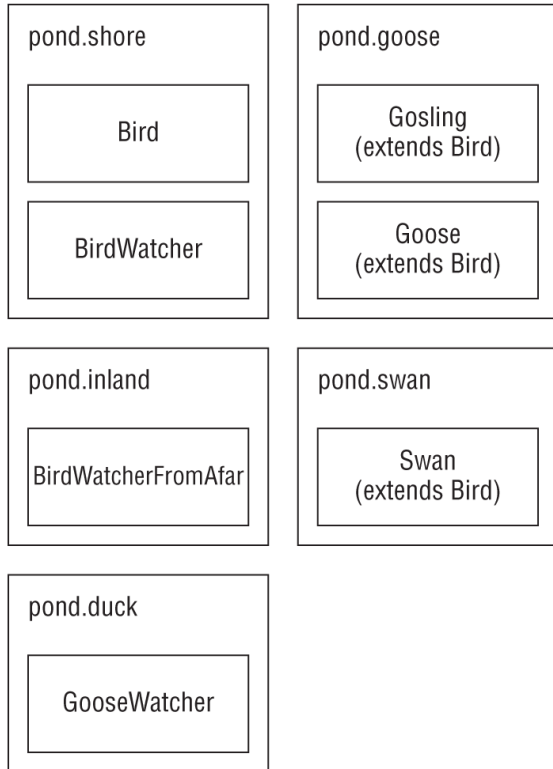 pond.shore
Bird
BirdWatcher
pond.goose
Gosling
(extends Bird)
Goose
(extends Bird)
pond.inland
BirdWatcherFromAfar
pond.swan
Swan
(extends Bird)
pond.duck
GooseWatcher